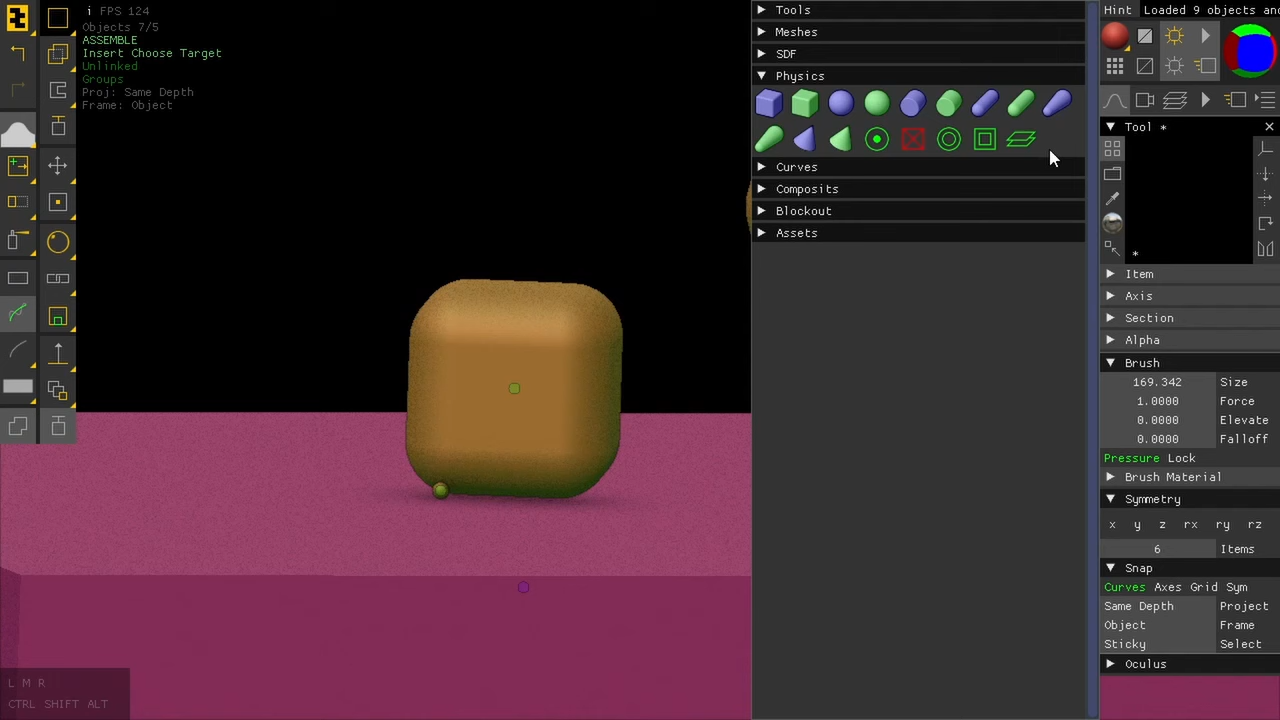 i FPS 124
Objects 7/5
ASSEMBLE
Insert Choose Target
Unlinked
Groups
Proj: Same Depth
Frame: Object
L M R
CTRL SHIFT ALT
Tools
Meshes
SDF
Physics
Curves
Composits
Blockout
Assets
Hint Loaded 9 objects and
Tool *
*
Item
Axis
Section
Alpha
Brush
169.342 Size
1.0000 Force
0.0000 Elevate
0.0000 Falloff
Pressure Lock
Brush Material
Symmetry
x y z rx ry rz
6 Items
Snap
Curves Axes Grid Sym
Same Depth Project
Object Frame
Sticky Select
Oculus